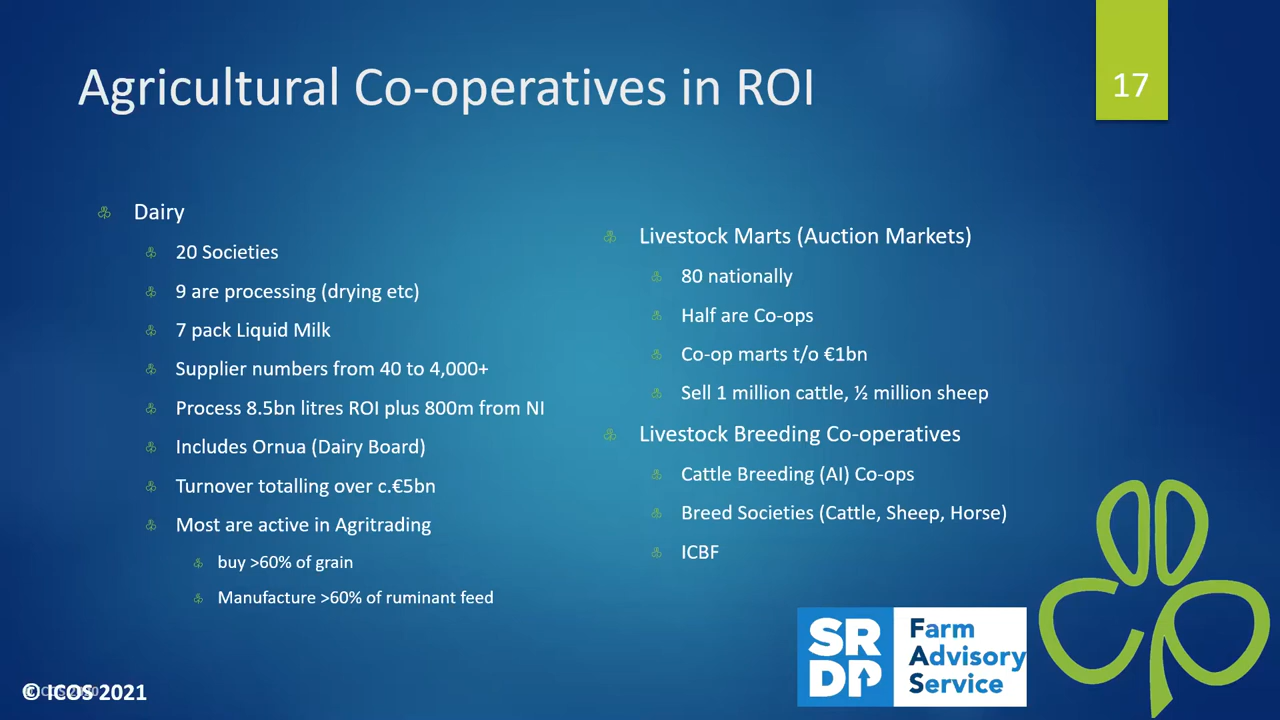 Agricultural Co-operatives in ROI
17
Dairy
20 Societies
9 are processing (drying etc)
7 pack Liquid Milk
Supplier numbers from 40 to 4,000+
Process 8.5bn litres ROI plus 800m from NI
Includes Ornua (Dairy Board)
Turnover totalling over c.€5bn
Most are active in Agritrading
buy >60% of grain
Manufacture >60% of ruminant feed
Livestock Marts (Auction Markets)
80 nationally
Half are Co-ops
Co-op marts t/o €1bn
Sell 1 million cattle, ½ million sheep
Livestock Breeding Co-operatives
Cattle Breeding (AI) Co-ops
Breed Societies (Cattle, Sheep, Horse)
ICBF
SR
DP
Farm
Advisory
Service
© ICOS 2021